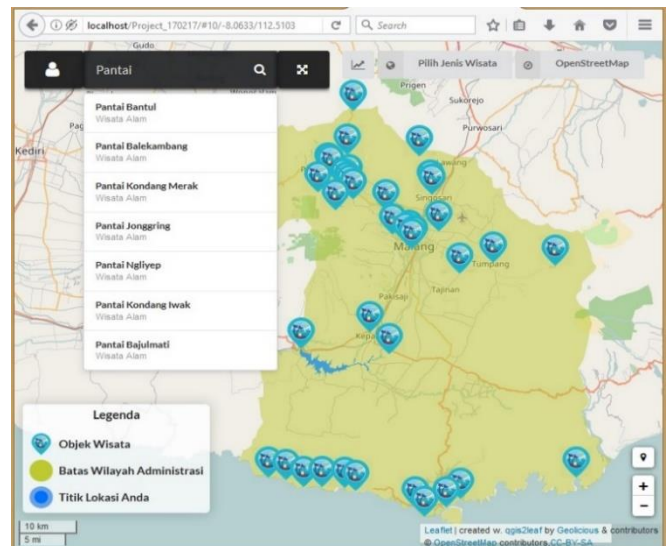 localhost/Project_170217/#10/-8.0633/112.5103
Search
Gudo
Pantai
Pilih Jenis Wisata
OpenStreetMap
Prigen
Sukorejo
Purwosari
Kediri
Pantai Bantul
Wisata Alam
Pantai Balekambang
Wisata Alam
Pantai Kondang Merak
Wisata Alam
Pantai Jonggring
Wisata Alam
Pantai Ngliyep
Wisata Alam
Pantai Kondang Iwak
Wisata Alam
Pantai Bajulmati
Wisata Alam
Singosari
Malang
Tumpang
Tajinan
Pakisaji
Legenda
Objek Wisata
Batas Wilayah Administrasi
Titik Lokasi Anda
+
−
10 km
5 mi
Leaflet | created w. qgis2leaf by Geolicious & contributors
© OpenStreetMap contributors,CC-BY-SA